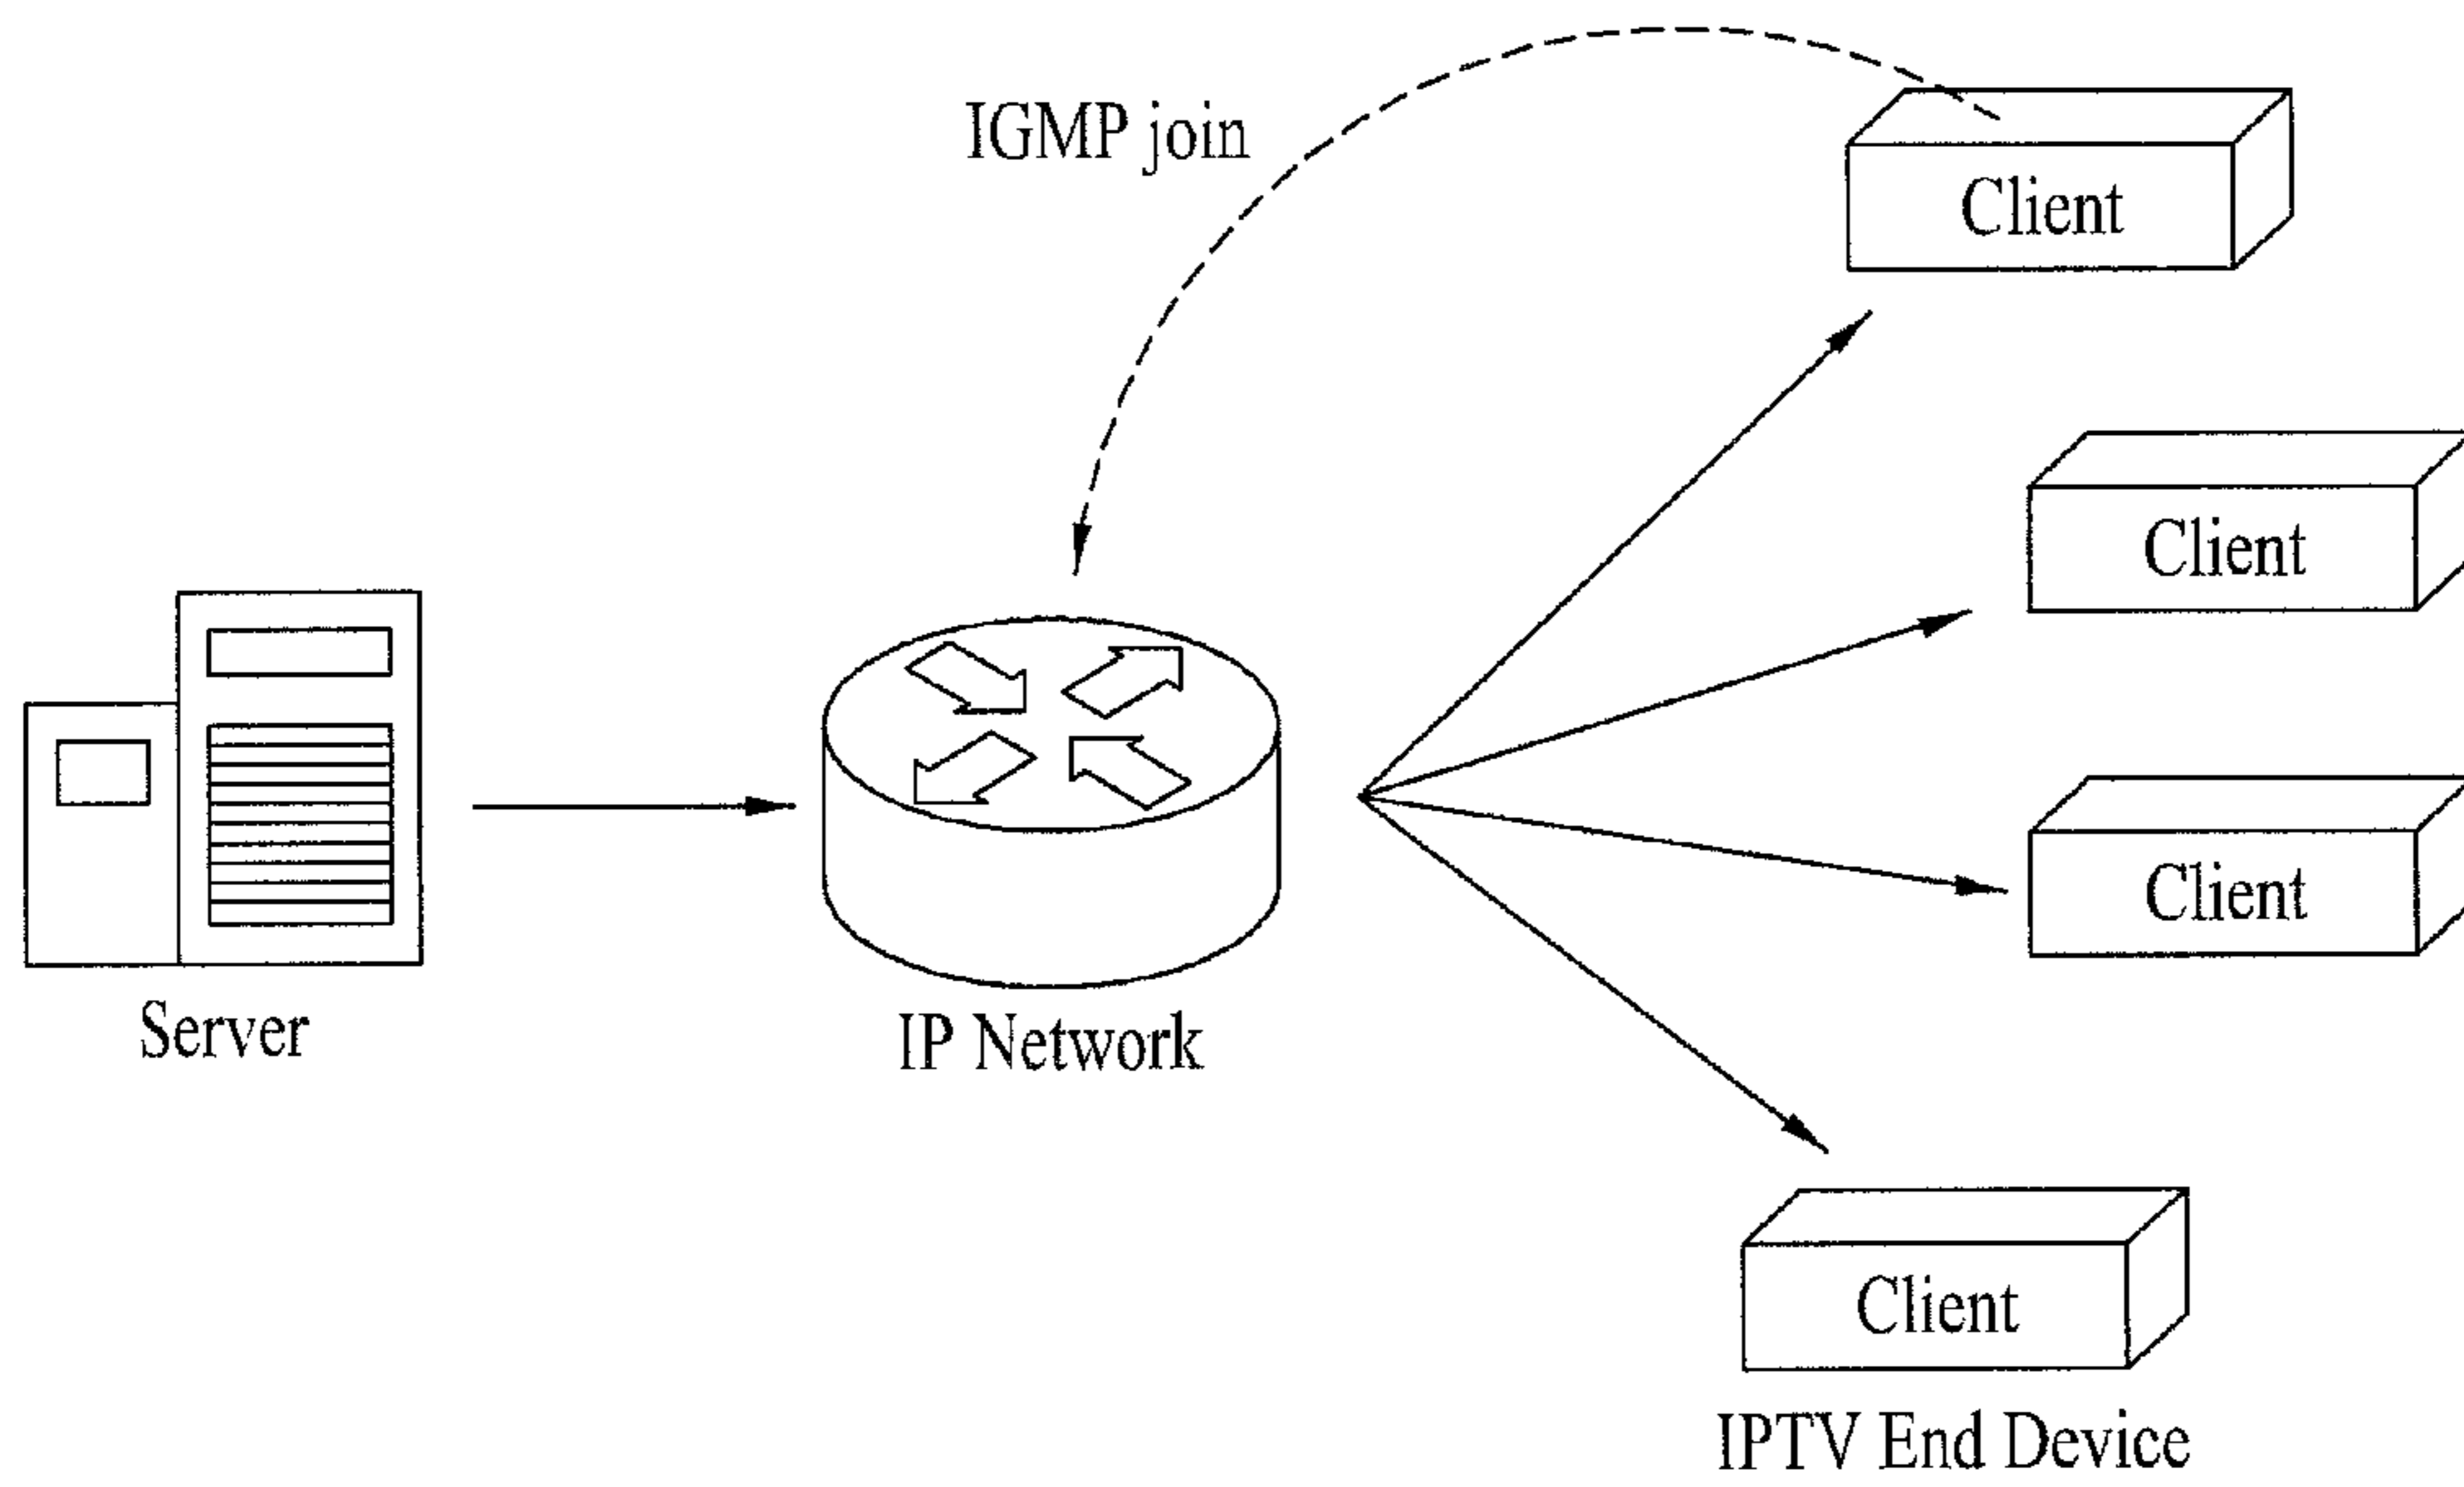 IGMP join
Client
Client
Client
Server
IP Network
Client
IPTV End Device